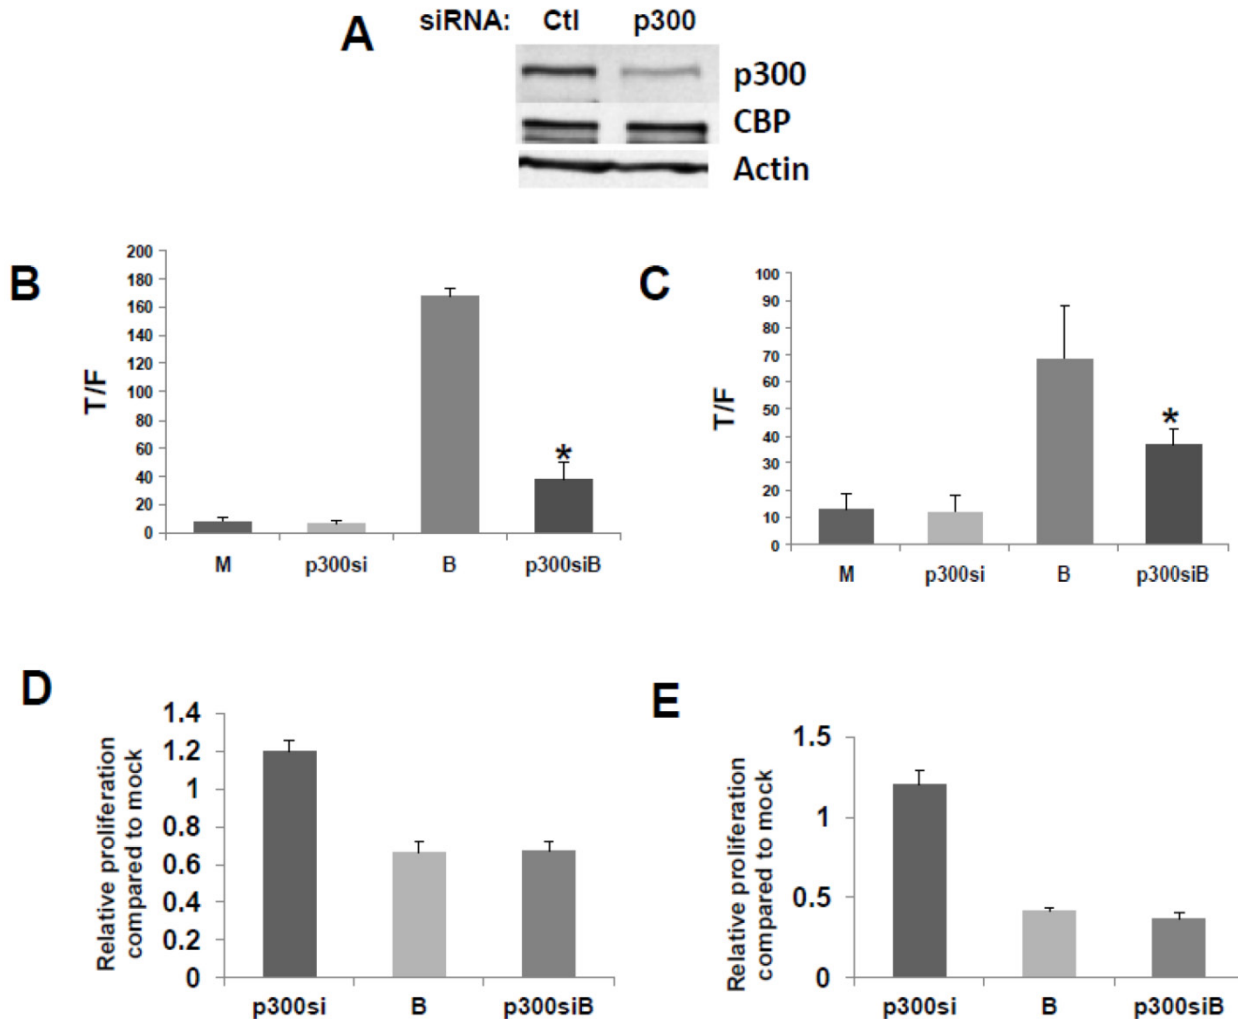 A
siRNA: Ctl p300
p300
CBP
Actin
B
T/F
200
180
160
140
120
100
80
60
40
20
0
*
M p300si B p300siB
C
T/F
100
90
80
70
60
50
40
30
20
10
0
*
M p300si B p300siB
D
Relative proliferation
compared to mock
1.4
1.2
1
0.8
0.6
0.4
0.2
0
p300si B p300siB
E
Relative proliferation
compared to mock
1.5
1
0.5
0
p300si B p300siB